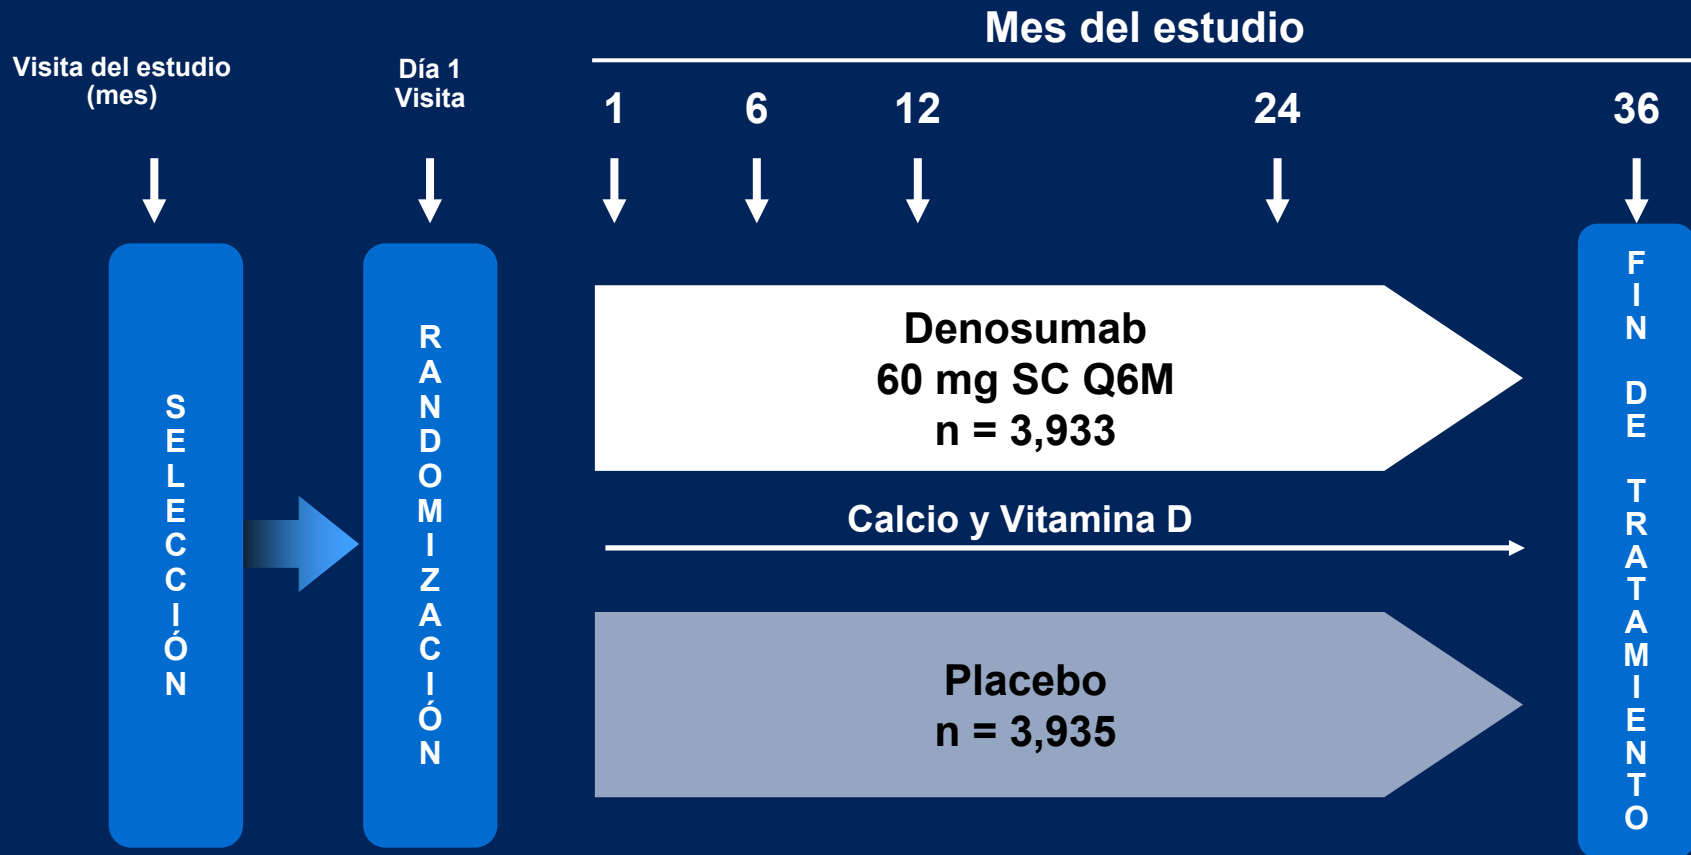 Mes del estudio
Visita del estudio
(mes)
Día 1
Visita
1 6 12 24 36
SELECCIÓN
RANDOMIZACIÓN
Denosumab
60 mg SC Q6M
n = 3,933
Calcio y Vitamina D
Placebo
n = 3,935
FIN DE TRATAMIENTO